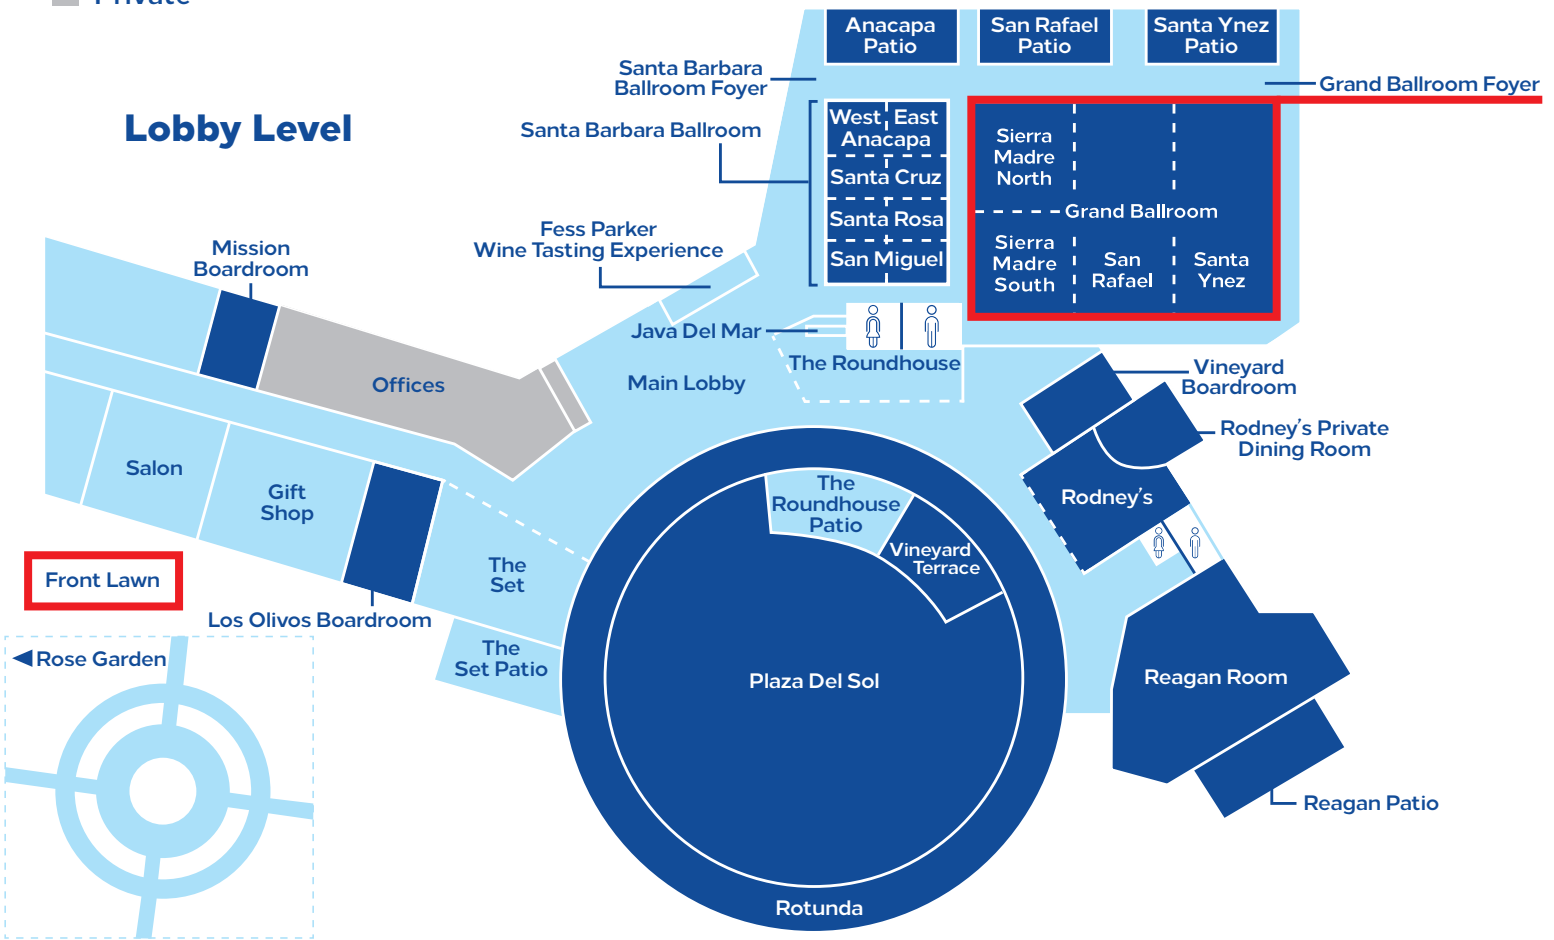 Private
Lobby Level
Anacapa
Patio
San Rafael
Patio
Santa Ynez
Patio
Santa Barbara
Ballroom Foyer
Grand Ballroom Foyer
Santa Barbara Ballroom
West East
Anacapa
Santa Cruz
Santa Rosa
San Miguel
Sierra
Madre
North
Grand Ballroom
Sierra
Madre
South
San
Rafael
Santa
Ynez
Fess Parker
Wine Tasting Experience
Mission
Boardroom
Java Del Mar
The Roundhouse
Main Lobby
Offices
Vineyard
Boardroom
Rodney's Private
Dining Room
Rodney's
Salon
Gift
Shop
The
Roundhouse
Patio
Vineyard
Terrace
The
Set
Front Lawn
Los Olivos Boardroom
The
Set Patio
Rose Garden
Plaza Del Sol
Reagan Room
Reagan Patio
Rotunda